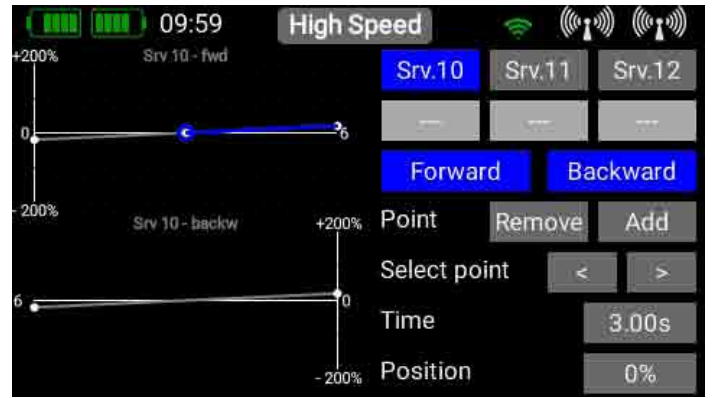 09:59 High Speed
+200% Srv 10 - fwd
0 6
- 200%
Srv 10 - backw +200%
6 0
- 200%
Srv.10 Srv.11 Srv.12
--- --- ---
Forward Backward
Point Remove Add
Select point < >
Time 3.00s
Position 0%